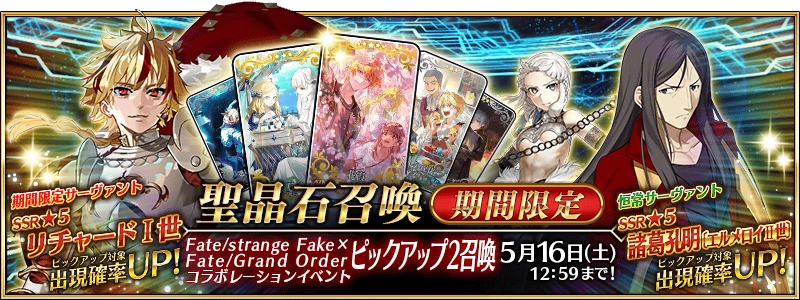 期間限定サーヴァント
SSR★5
リチャードⅠ世
ピックアップ対象
出現確率UP!
聖晶石召喚
期間限定
Fate/strange Fake×
Fate/Grand Order
コラボレーションイベント
ピックアップ2召喚
5月16日(土)
12:59まで!
恒常サーヴァント
SSR★5
諸葛孔明〔エルメロイⅡ世〕
ピックアップ対象
出現確率UP!